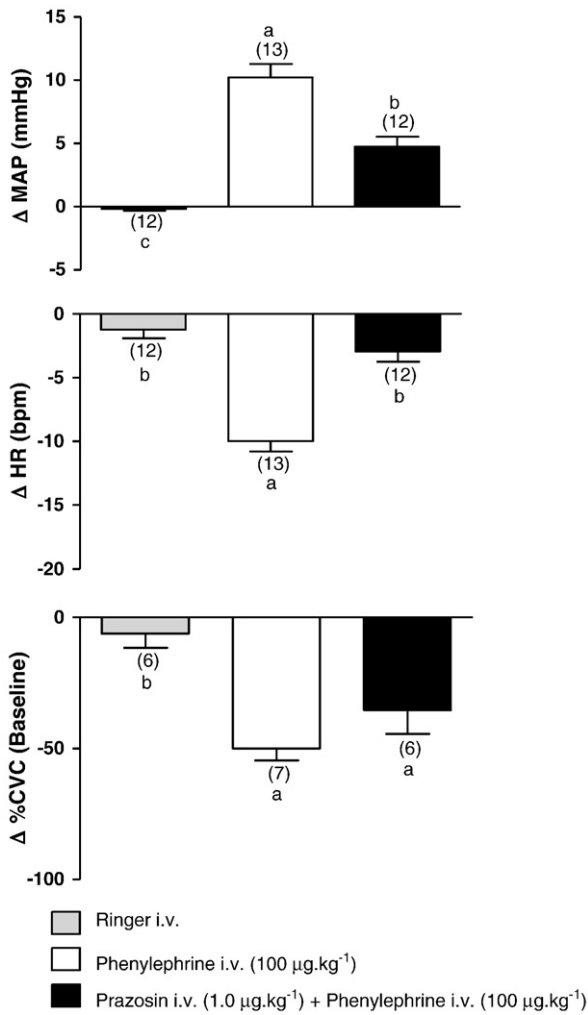 Δ MAP (mmHg)
15
10
5
0
-5
a
(13)
b
(12)
(12)
c
Δ HR (bpm)
0
-5
-10
-15
-20
(12)
b
(13)
a
(12)
b
Δ %CVC (Baseline)
0
-50
-100
(6)
b
(7)
a
(6)
a
Ringer i.v.
Phenylephrine i.v. (100 µg.kg⁻¹)
Prazosin i.v. (1.0 µg.kg⁻¹) + Phenylephrine i.v. (100 µg.kg⁻¹)